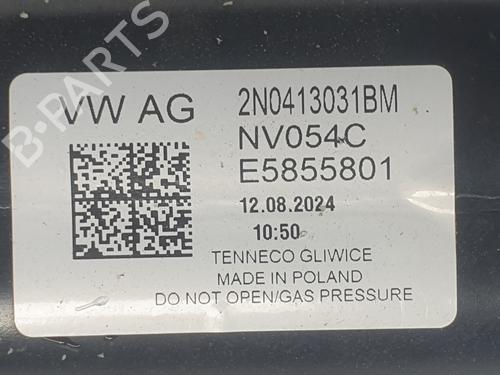 VW AG
2N0413031BM
NV054C
E5855801
12.08.2024
10:50
TENNECO GLIWICE
MADE IN POLAND
DO NOT OPEN/GAS PRESSURE
B-PARTS